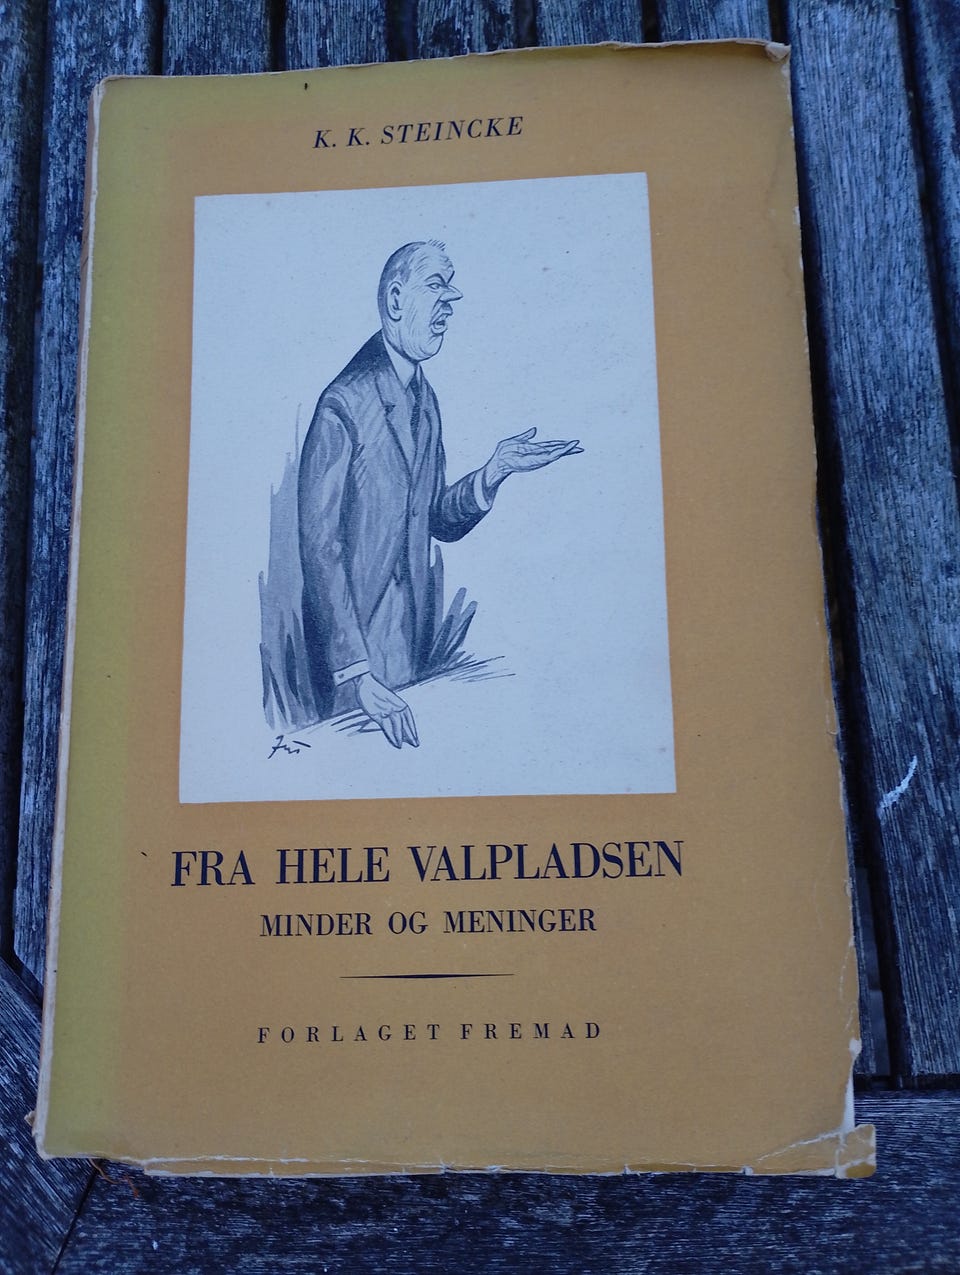 K. K. STEINCKE
FRA HELE VALPLADSEN
MINDER OG MENINGER
FORLAGET FREMAD